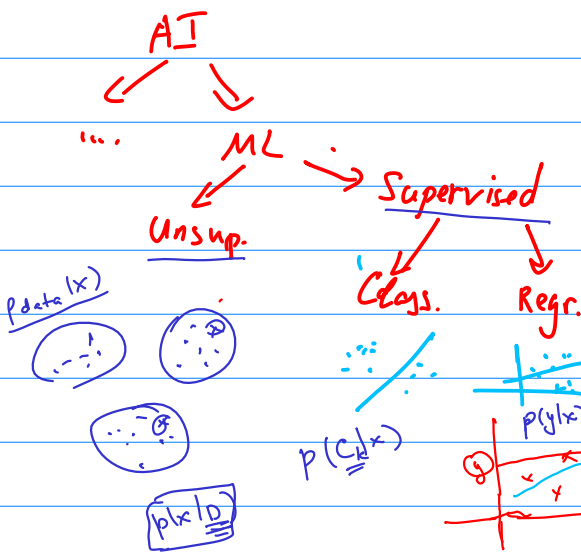 AI
....
ML
Supervised
Unsup.
Class.
Regr.
Pdata(x)
p(y|x)
p(Ck|x)
y
p(x|D)